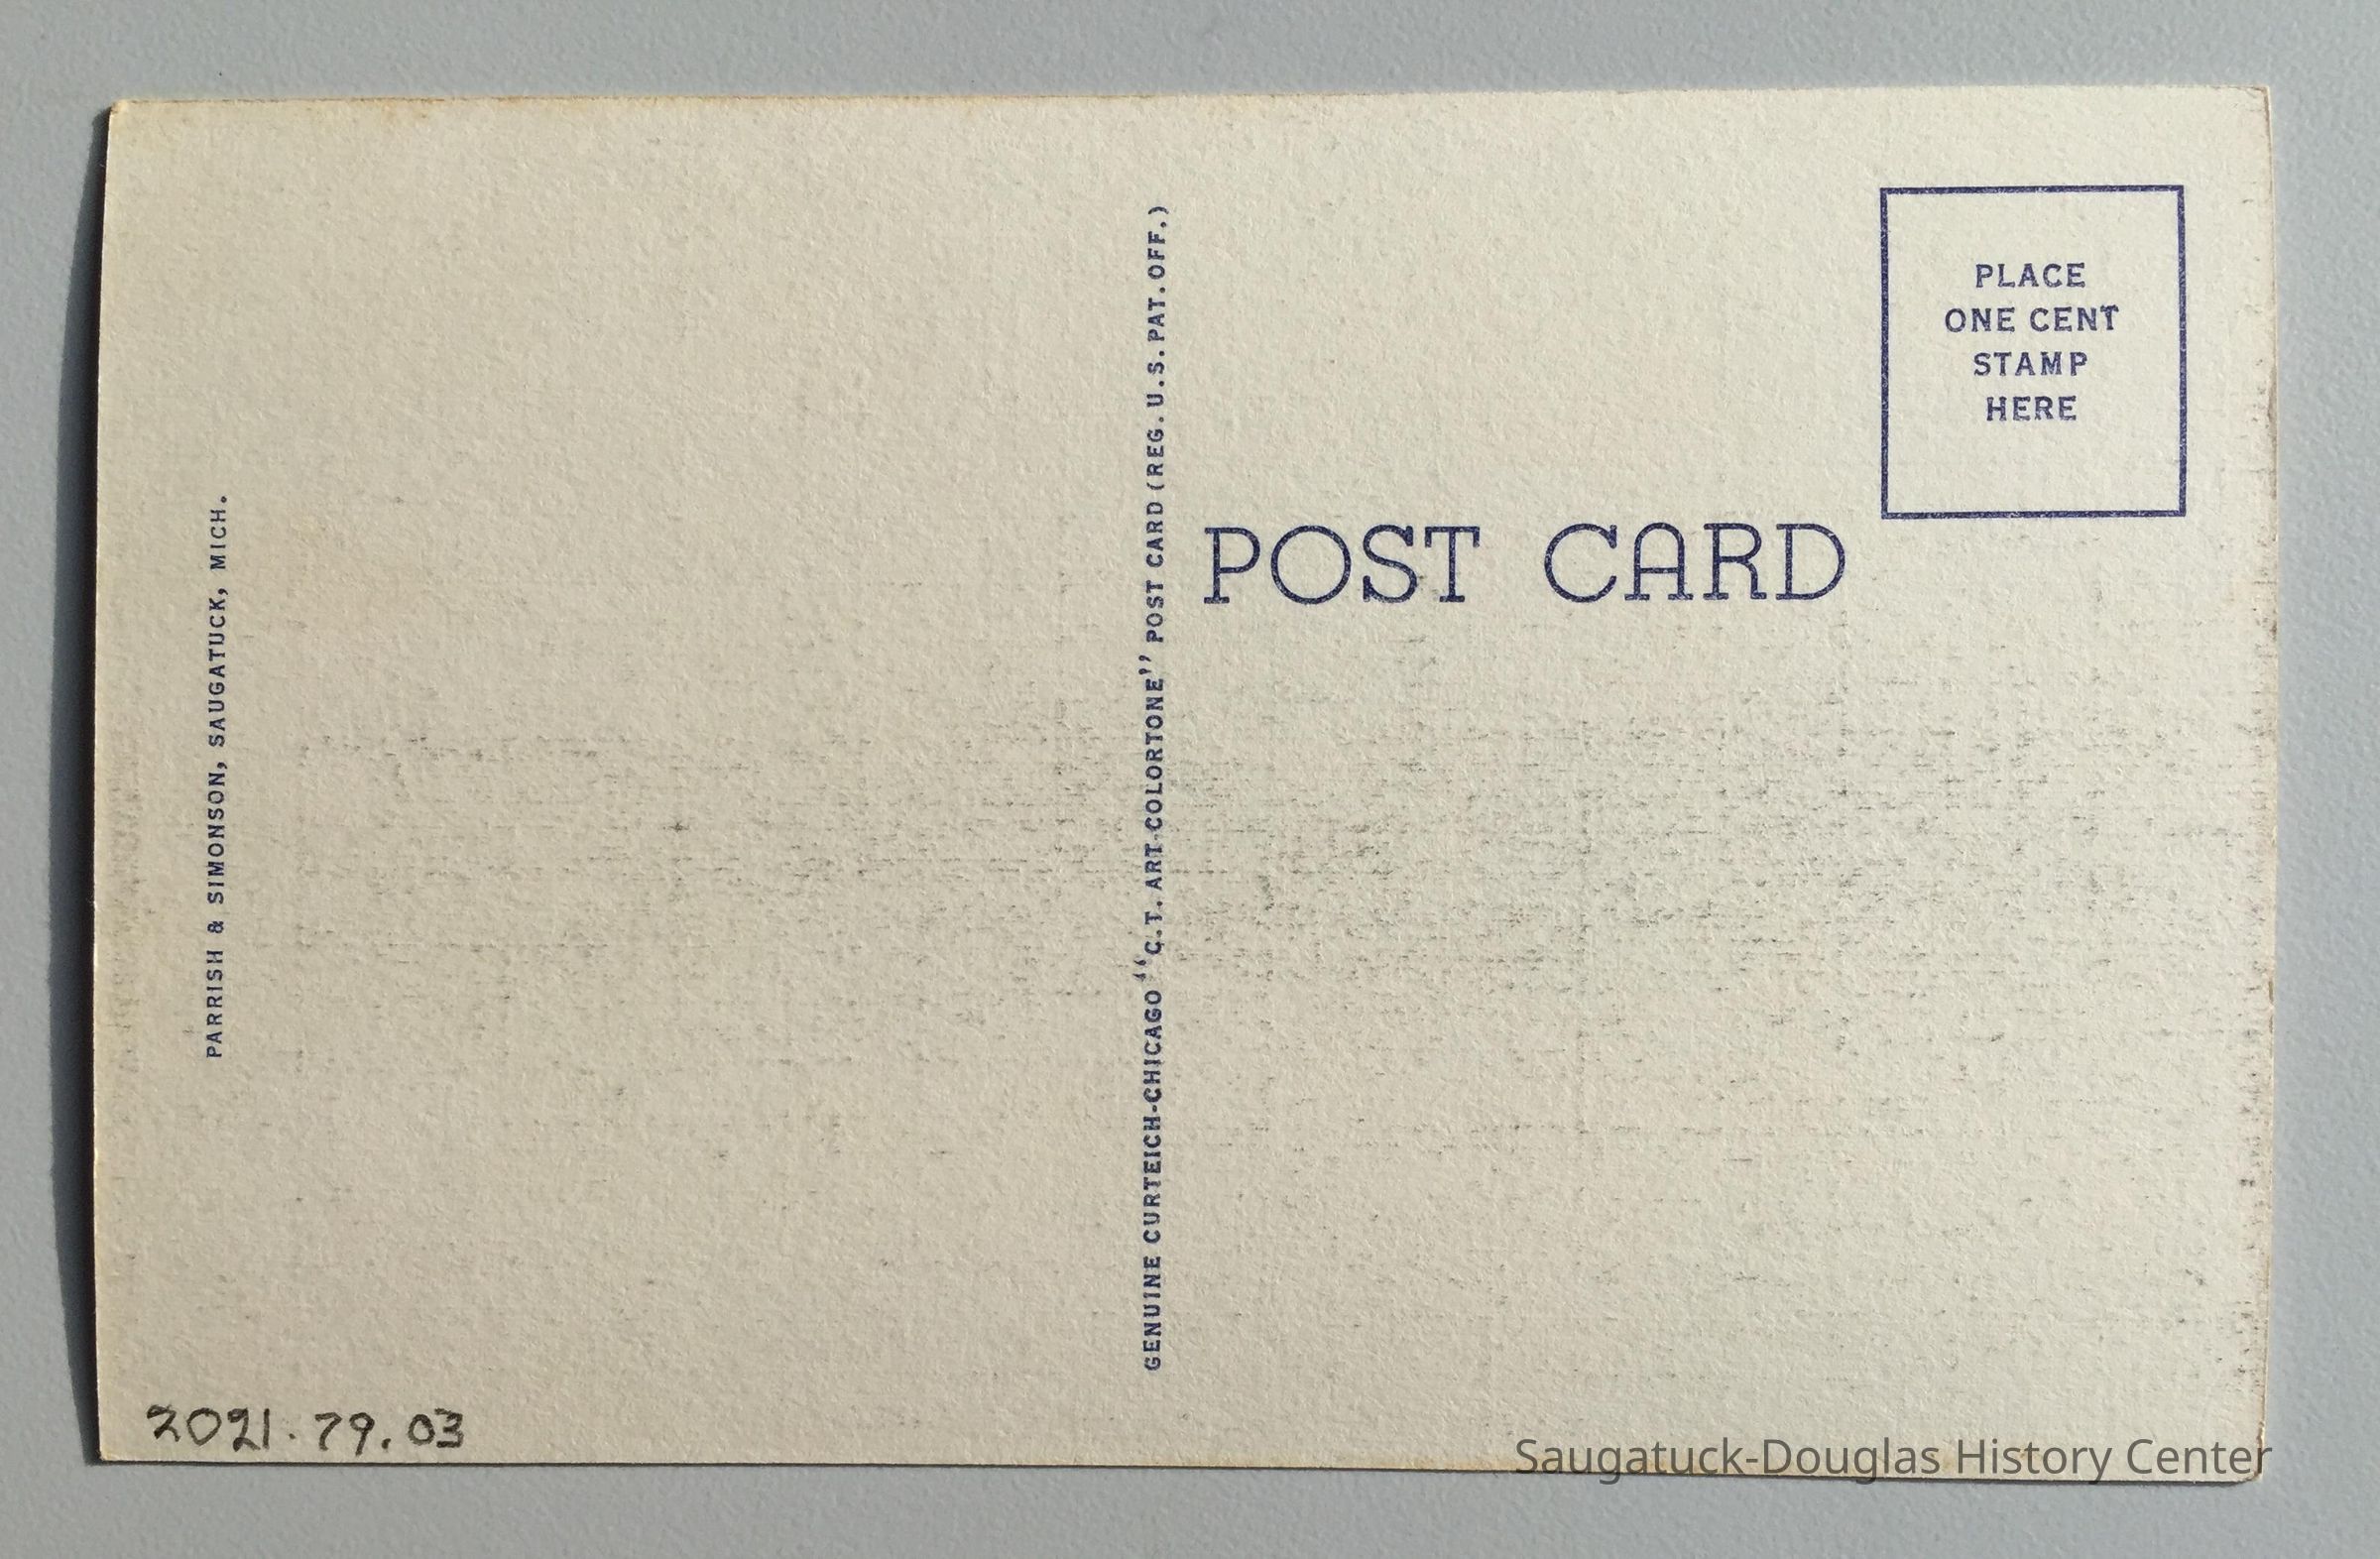 PARRISH & SIMONSON, SAUGATUCK, MICH.
GENUINE CURTEICH-CHICAGO "C.T. ART-COLORTONE" POST CARD (REG. U.S. PAT. OFF.)
PLACE
ONE CENT
STAMP
HERE
POST CARD
2021.79.03
Saugatuck-Douglas History Center